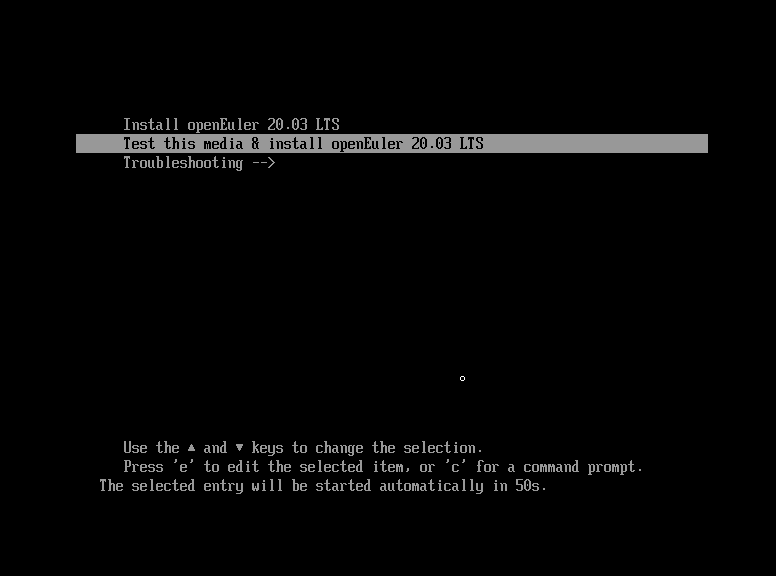 Install openEuler 20.03 LTS
Test this media & install openEuler 20.03 LTS
Troubleshooting -->
Use the ▲ and ▼ keys to change the selection.
Press 'e' to edit the selected item, or 'c' for a command prompt.
The selected entry will be started automatically in 50s.